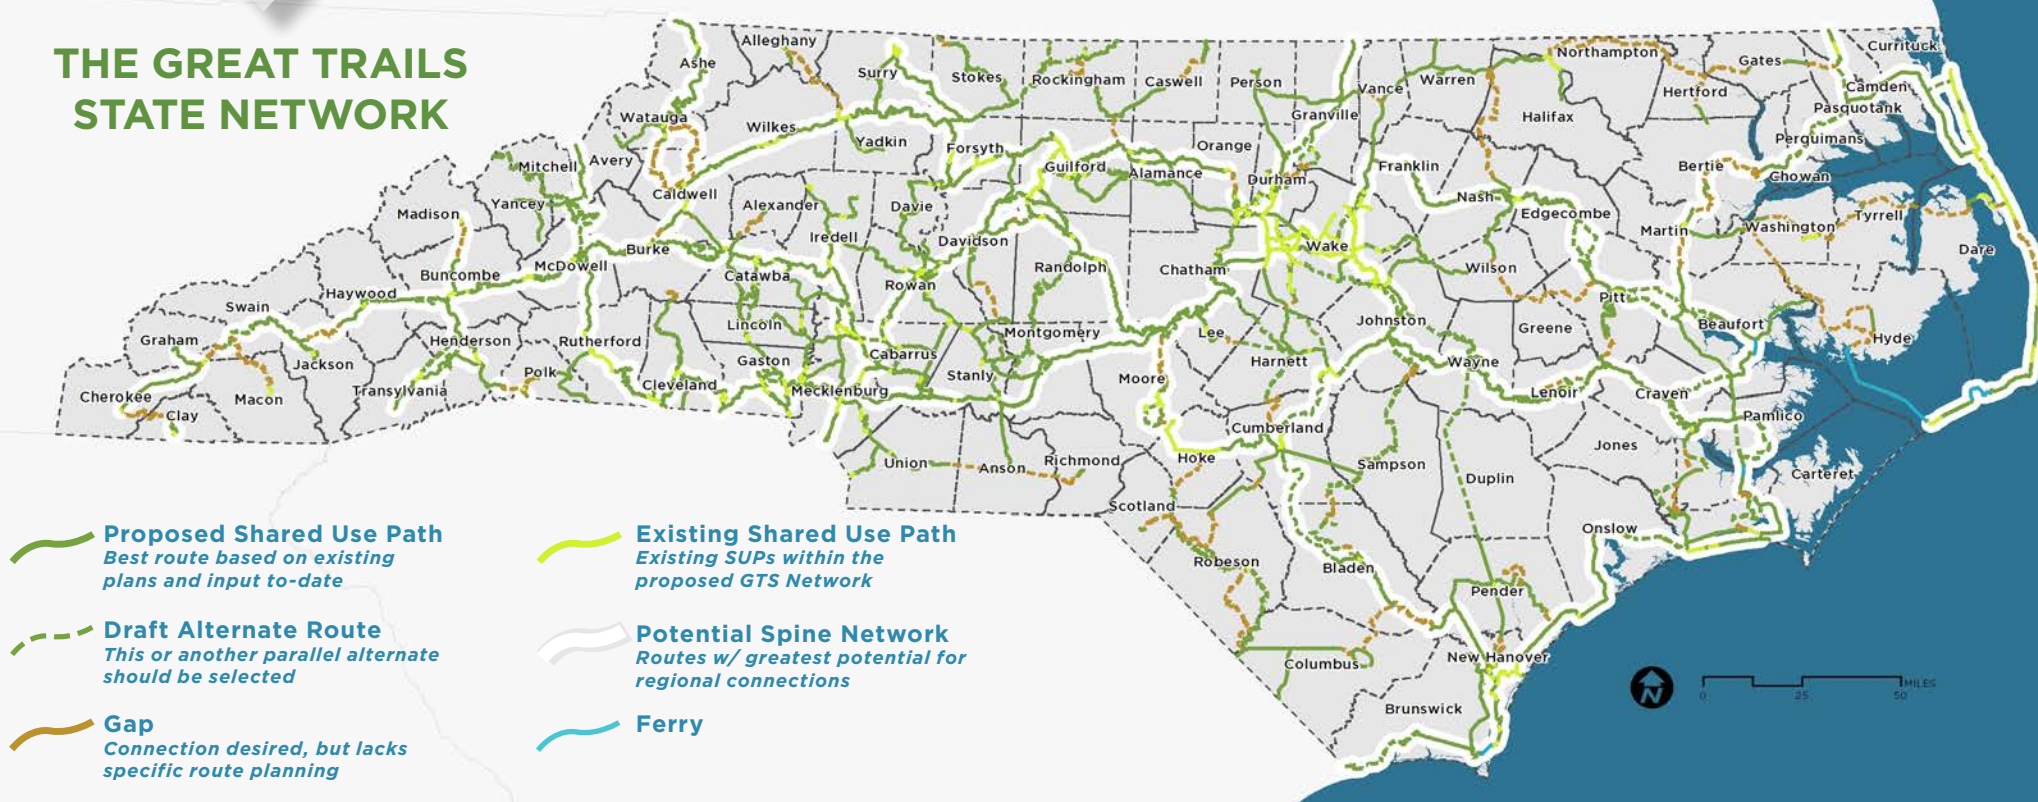 THE GREAT TRAILS
STATE NETWORK
Alleghany
Ashe
Surry
Stokes
Rockingham
Caswell
Person
Vance
Warren
Northampton
Gates
Currituck
Hertford
Camden
Pasquotank
Granville
Halifax
Watauga
Wilkes
Yadkin
Forsyth
Guilford
Alamance
Orange
Durham
Franklin
Perquimans
Bertie
Chowan
Mitchell
Avery
Caldwell
Alexander
Davie
Nash
Edgecombe
Yancey
Madison
Iredell
Davidson
Wake
Martin
Washington
Tyrrell
Dare
Burke
McDowell
Buncombe
Catawba
Rowan
Randolph
Chatham
Wilson
Pitt
Haywood
Swain
Graham
Jackson
Henderson
Rutherford
Lincoln
Gaston
Cabarrus
Montgomery
Lee
Johnston
Greene
Beaufort
Hyde
Harnett
Wayne
Cherokee
Clay
Macon
Transylvania
Polk
Cleveland
Mecklenburg
Stanly
Moore
Lenoir
Craven
Pamlico
Cumberland
Hoke
Union
Anson
Richmond
Sampson
Duplin
Jones
Carteret
Scotland
Onslow
Robeson
Bladen
Pender
Columbus
New Hanover
Brunswick
Proposed Shared Use Path
Best route based on existing
plans and input to-date
Draft Alternate Route
This or another parallel alternate
should be selected
Gap
Connection desired, but lacks
specific route planning
Existing Shared Use Path
Existing SUPs within the
proposed GTS Network
Potential Spine Network
Routes w/ greatest potential for
regional connections
Ferry
N
MILES
0 25 50